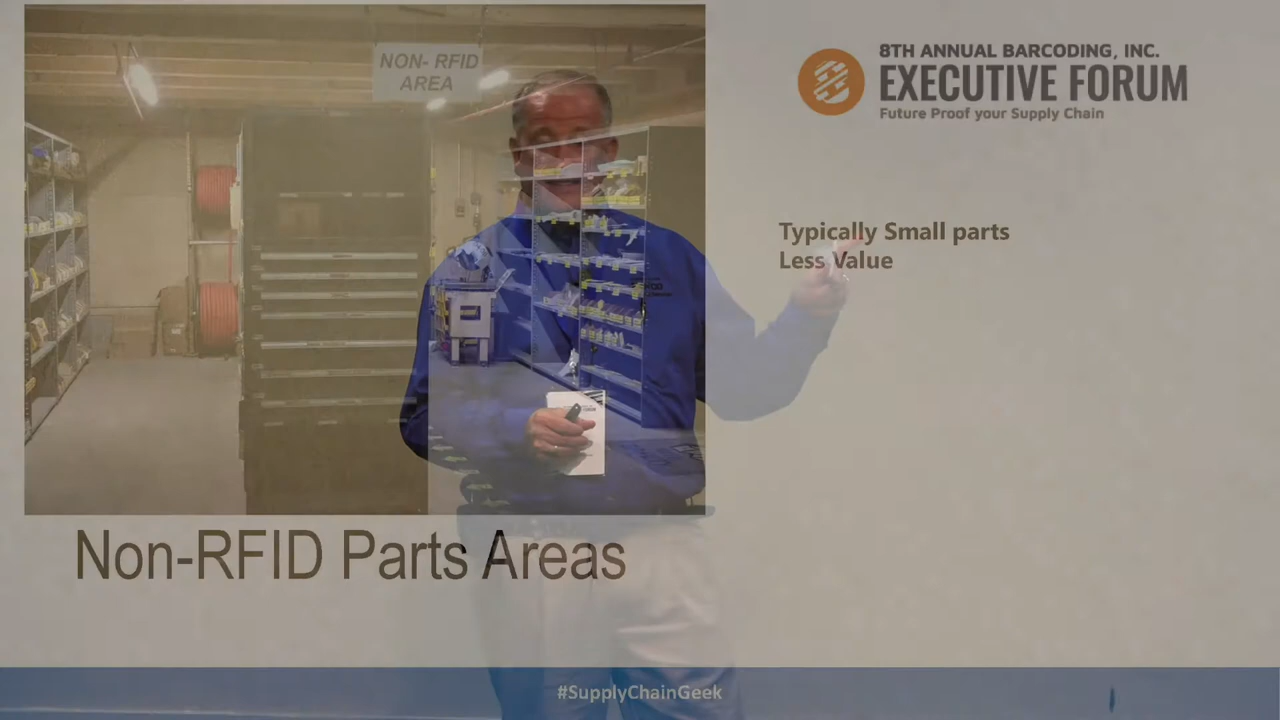 NON- RFID
AREA
8TH ANNUAL BARCODING, INC.
EXECUTIVE FORUM
Future Proof your Supply Chain
Typically Small parts
Less Value
Non-RFID Parts Areas
#SupplyChainGeek